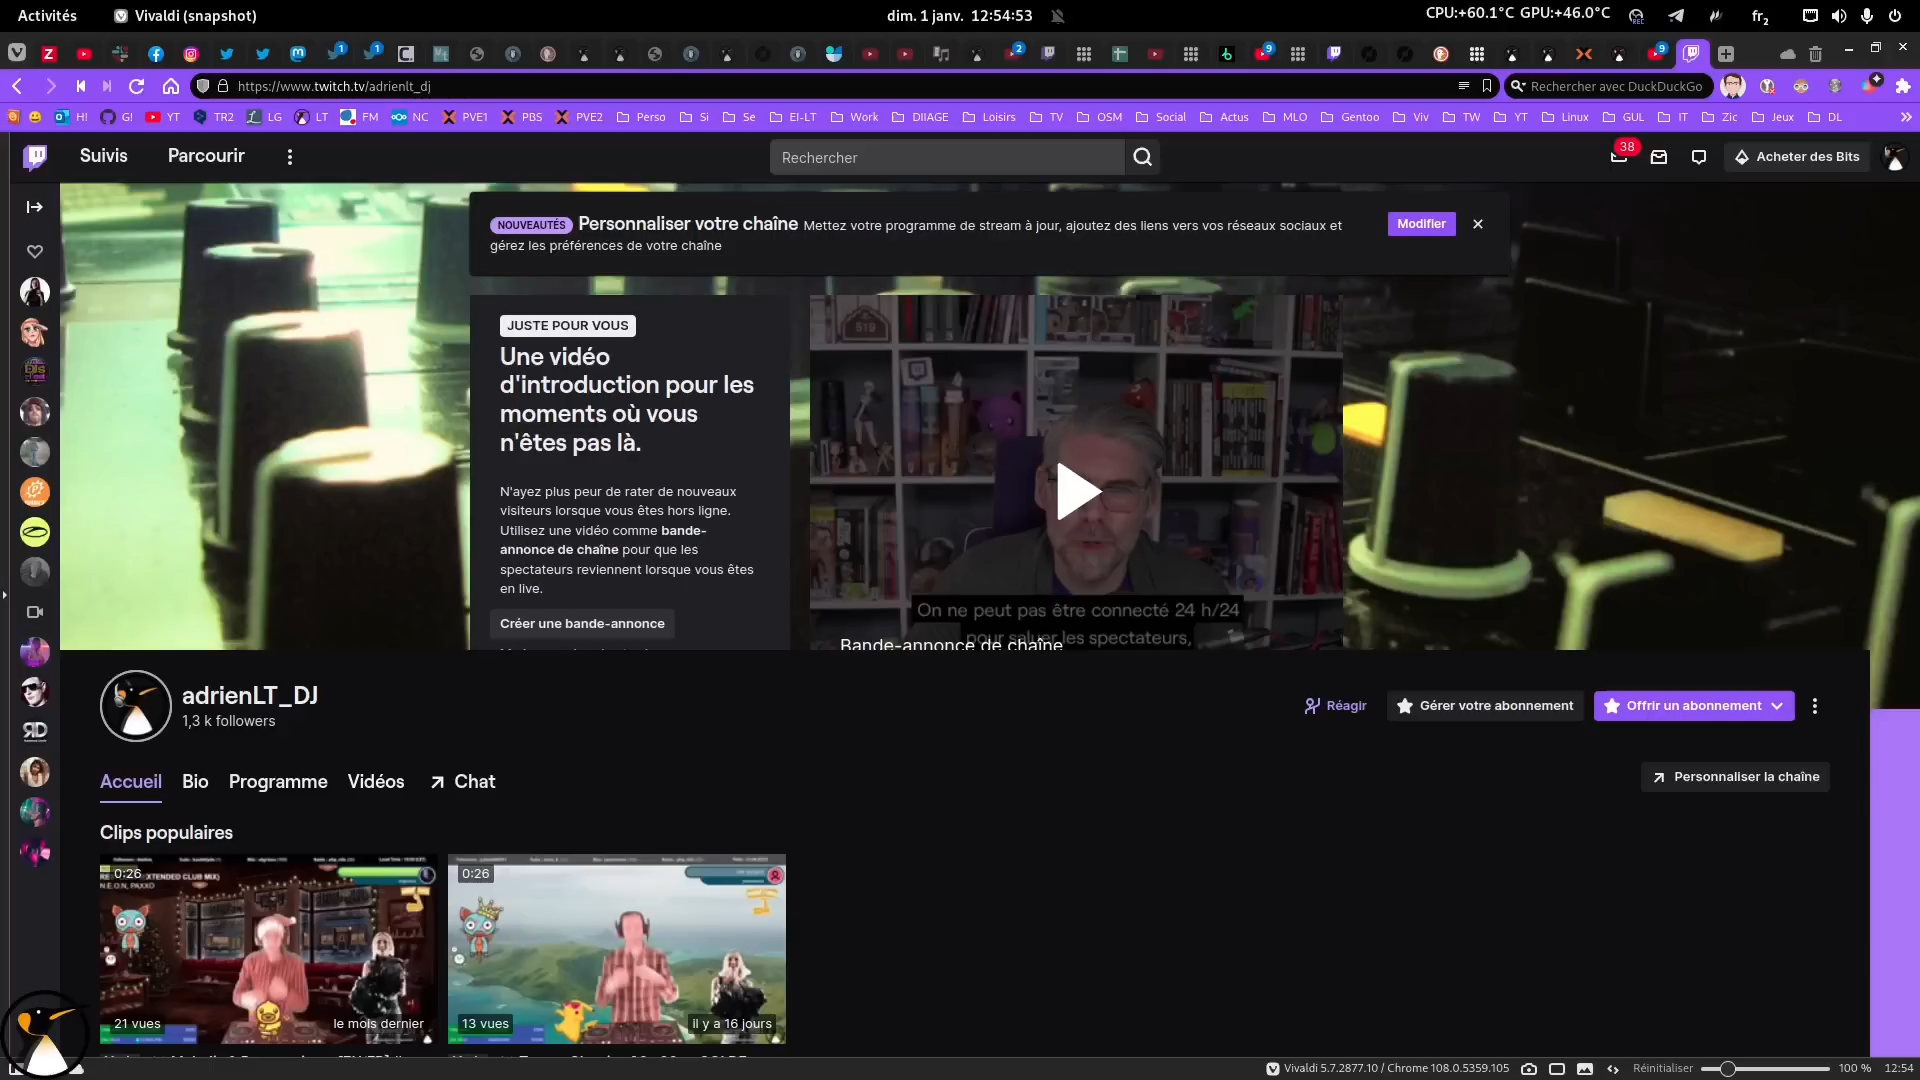 Activités
Vivaldi (snapshot)
dim. 1 janv. 12:54:53
CPU:+60.1°C GPU:+46.0°C
fr₂
https://www.twitch.tv/adrienlt_dj
Rechercher avec DuckDuckGo
H! G! YT TR2 LG LT FM NC PVE1 PBS PVE2 Perso Si Se EI-LT Work DIIAGE Loisirs TV OSM Social Actus MLO Gentoo Viv TW YT Linux GUL IT Zic Jeux DL
Suivis
Parcourir
Rechercher
38
Acheter des Bits
NOUVEAUTÉS Personnaliser votre chaîne Mettez votre programme de stream à jour, ajoutez des liens vers vos réseaux sociaux et
gérez les préférences de votre chaîne
Modifier
JUSTE POUR VOUS
Une vidéo
d'introduction pour les
moments où vous
n'êtes pas là.
N'ayez plus peur de rater de nouveaux
visiteurs lorsque vous êtes hors ligne.
Utilisez une vidéo comme bande-
annonce de chaîne pour que les
spectateurs reviennent lorsque vous êtes
en live.
Créer une bande-annonce
519
On ne peut pas être connecté 24 h/24
pour saluer les spectateurs,
Bande-annonce de chaîne
adrienLT_DJ
1,3 k followers
Réagir
Gérer votre abonnement
Offrir un abonnement
Accueil
Bio
Programme
Vidéos
Chat
Personnaliser la chaîne
Clips populaires
0:26
XTENDED CLUB MIX)
N.E.O.N, PAXXO
21 vues
le mois dernier
0:26
13 vues
il y a 16 jours
Vivaldi 5.7.2877.10 / Chrome 108.0.5359.105
Réinitialiser
100 %
12:54